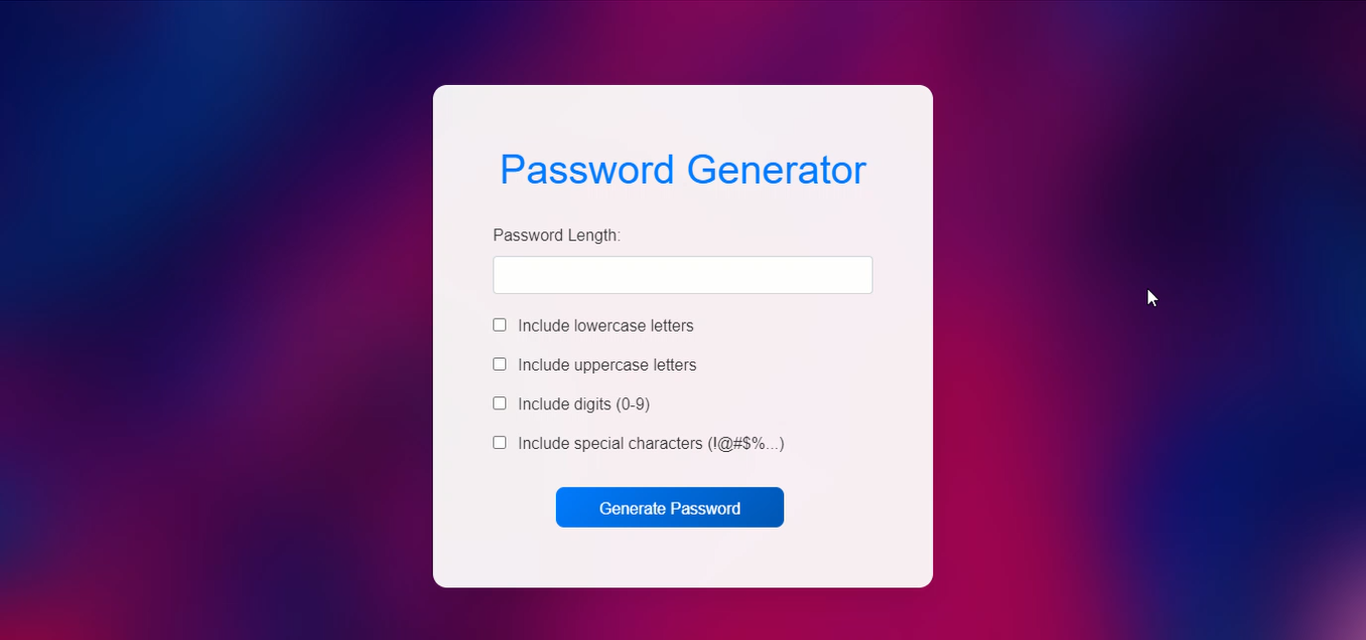 Password Generator
Password Length:
Include lowercase letters
Include uppercase letters
Include digits (0-9)
Include special characters (!@#$%...)
Generate Password